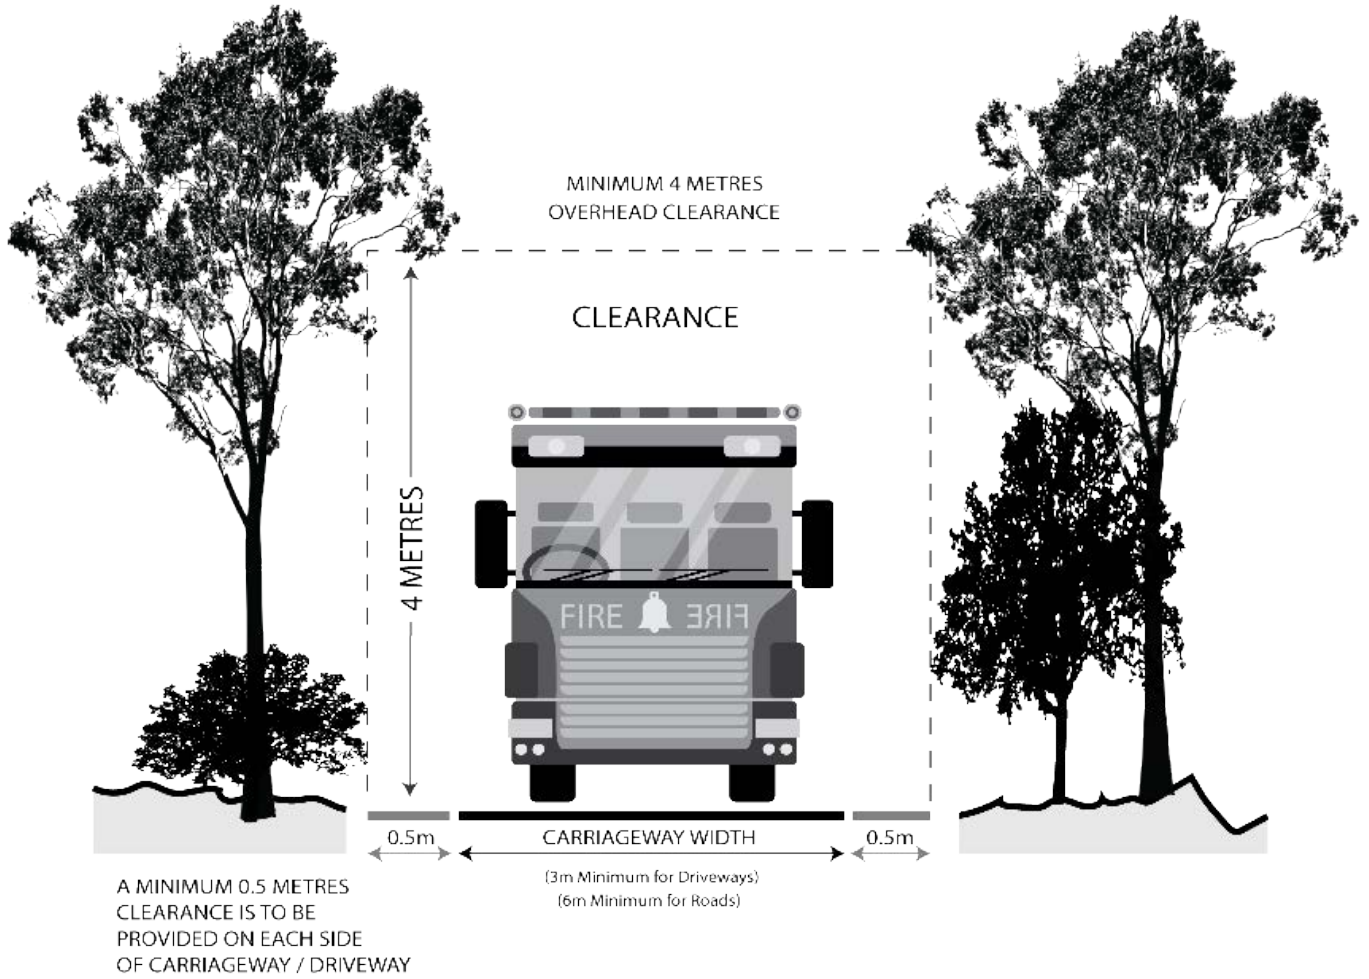 MINIMUM 4 METRES
OVERHEAD CLEARANCE
CLEARANCE
4 METRES
FIRE FIRE
0.5m
CARRIAGEWAY WIDTH
0.5m
(3m Minimum for Driveways)
(6m Minimum for Roads)
A MINIMUM 0.5 METRES
CLEARANCE IS TO BE
PROVIDED ON EACH SIDE
OF CARRIAGEWAY / DRIVEWAY